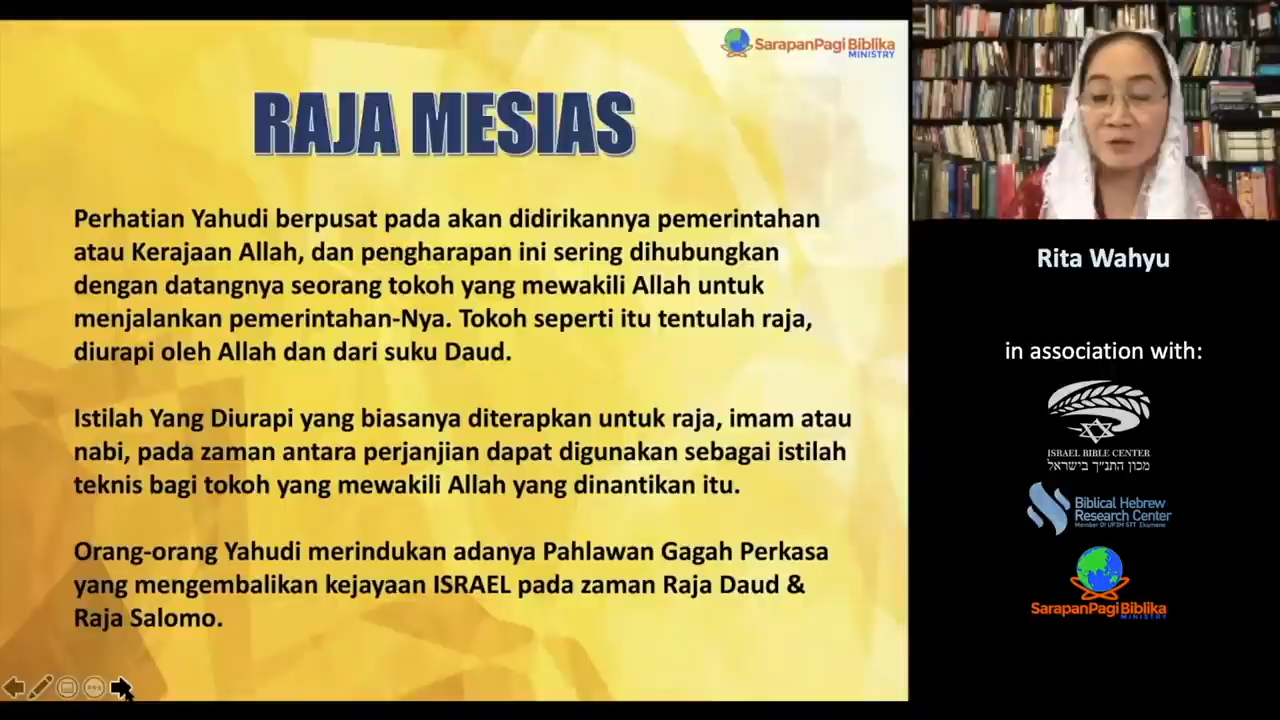 SarapanPagi Biblika
MINISTRY
RAJA MESIAS
Perhatian Yahudi berpusat pada akan didirikannya pemerintahan
atau Kerajaan Allah, dan pengharapan ini sering dihubungkan
dengan datangnya seorang tokoh yang mewakili Allah untuk
menjalankan pemerintahan-Nya. Tokoh seperti itu tentulah raja,
diurapi oleh Allah dan dari suku Daud.
Istilah Yang Diurapi yang biasanya diterapkan untuk raja, imam atau
nabi, pada zaman antara perjanjian dapat digunakan sebagai istilah
teknis bagi tokoh yang mewakili Allah yang dinantikan itu.
Orang-orang Yahudi merindukan adanya Pahlawan Gagah Perkasa
yang mengembalikan kejayaan ISRAEL pada zaman Raja Daud &
Raja Salomo.
Rita Wahyu
in association with:
ISRAEL BIBLE CENTER
מכון התנ״ך בישראל
Biblical Hebrew
Research Center
Member Of UP3M STT Ekumene
SarapanPagi Biblika
MINISTRY